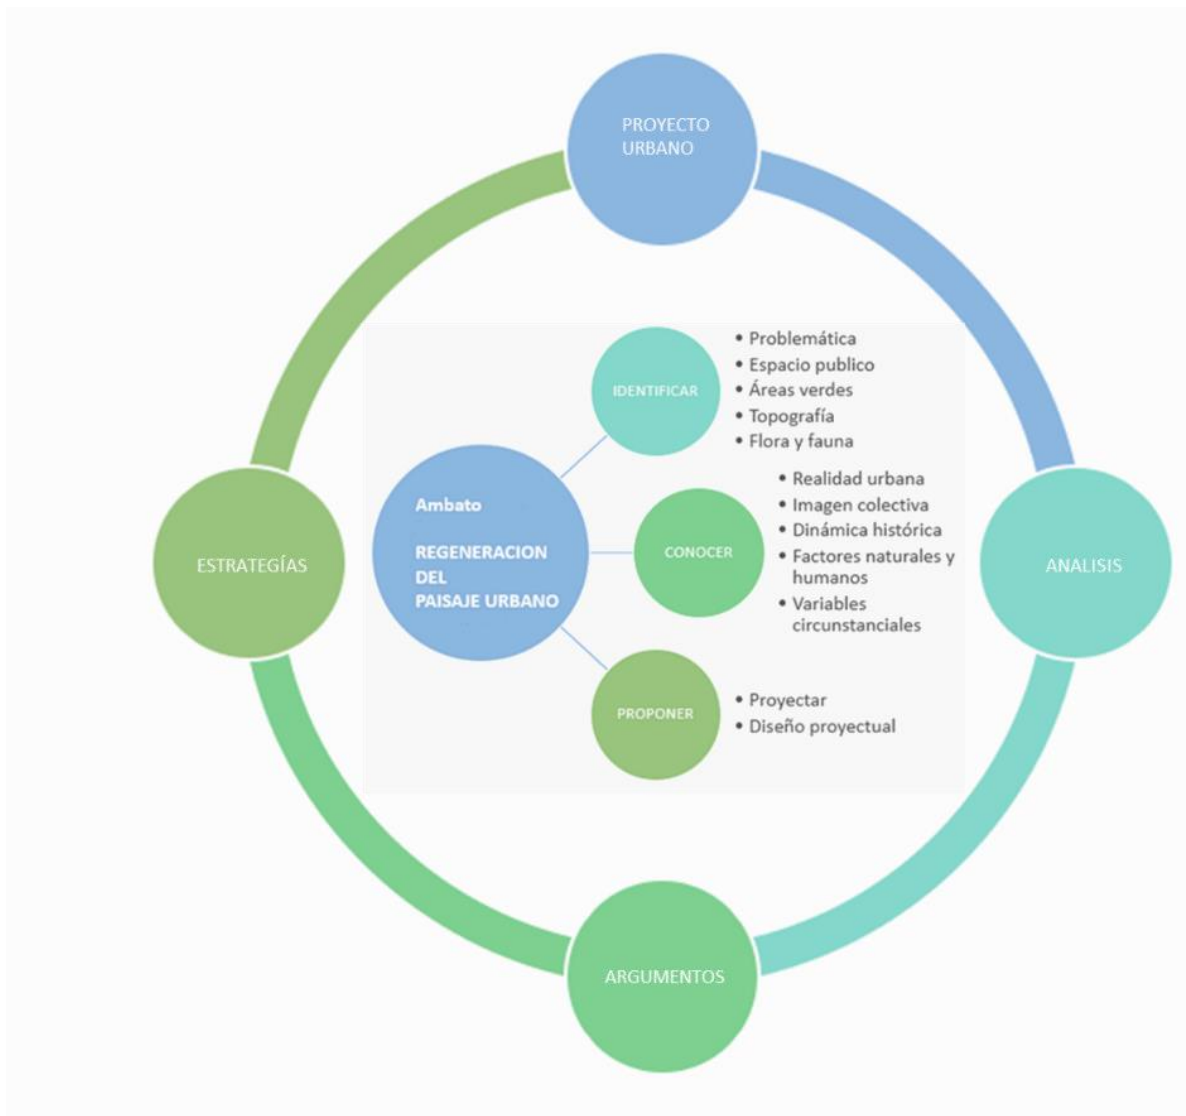 PROYECTO
URBANO
IDENTIFICAR
• Problemática
• Espacio publico
• Áreas verdes
• Topografía
• Flora y fauna
Ambato
REGENERACION
DEL
PAISAJE URBANO
CONOCER
• Realidad urbana
• Imagen colectiva
• Dinámica histórica
• Factores naturales y
humanos
• Variables
circunstanciales
PROPONER
• Proyectar
• Diseño proyectual
ESTRATEGÍAS
ANALISIS
ARGUMENTOS